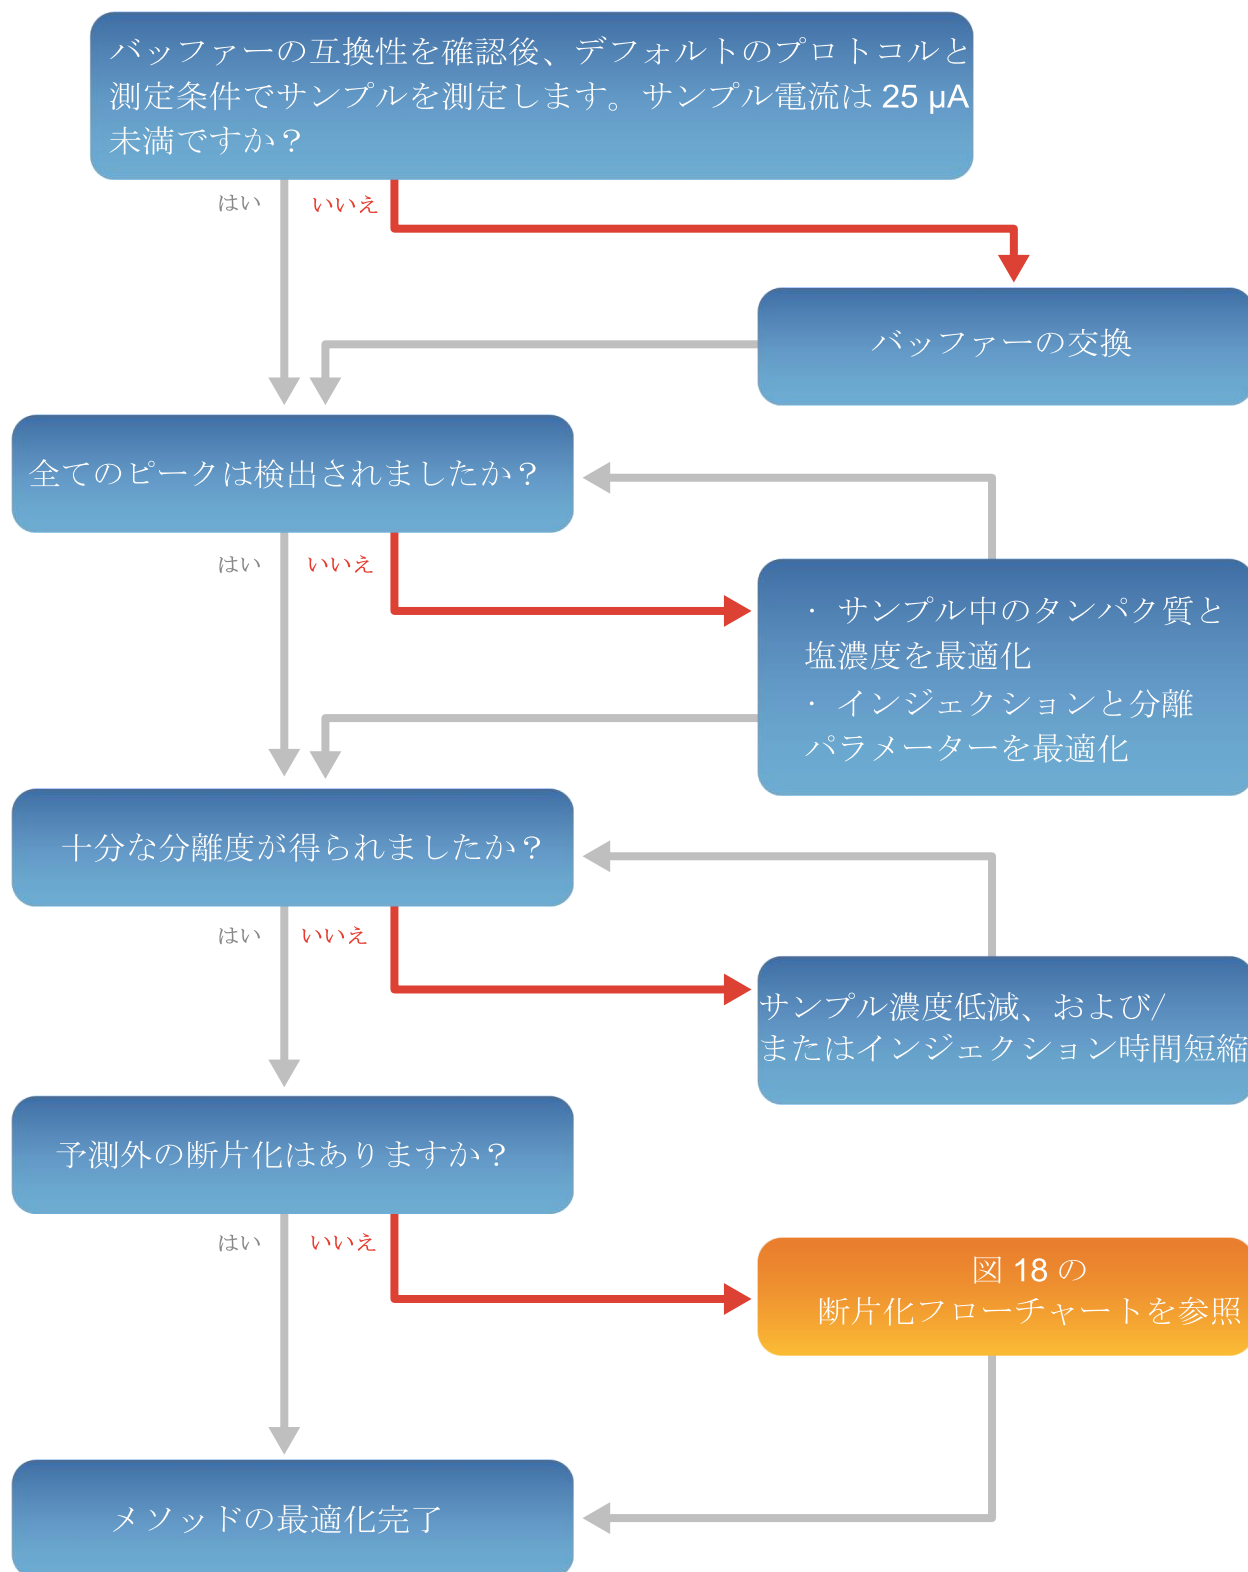 バッファーの互換性を確認後、デフォルトのプロトコルと
測定条件でサンプルを測定します。サンプル電流は 25 µA
未満ですか？
はい
いいえ
バッファーの交換
全てのピークは検出されましたか？
はい
いいえ
· サンプル中のタンパク質と
塩濃度を最適化
· インジェクションと分離
パラメーターを最適化
十分な分離度が得られましたか？
はい
いいえ
サンプル濃度低減、および/
またはインジェクション時間短縮
予測外の断片化はありますか？
はい
いいえ
図 18 の
断片化フローチャートを参照
メソッドの最適化完了